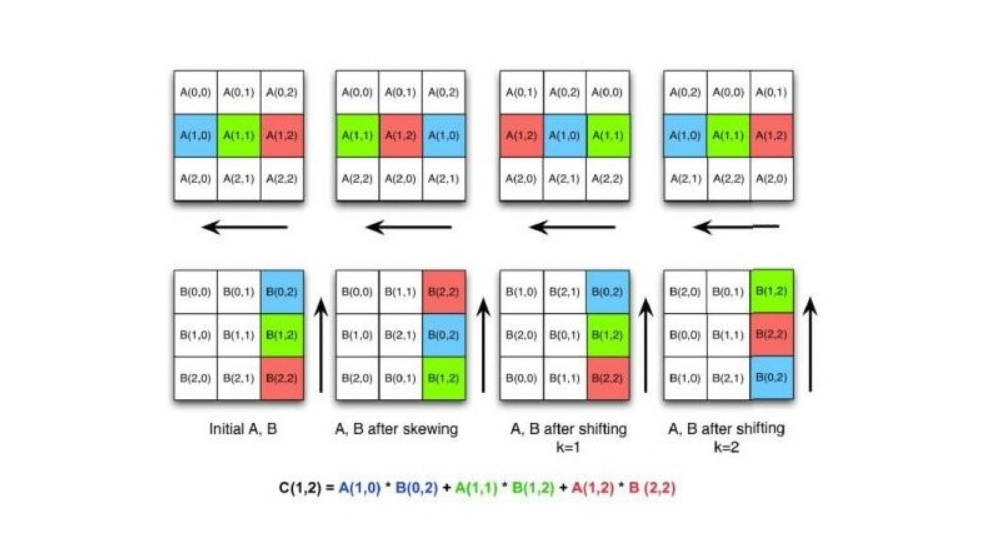 A(0,0) A(0,1) A(0,2) A(0,0) A(0,1) A(0,2) A(0,1) A(0,2) A(0,0) A(0,2) A(0,0) A(0,1)
A(1,0) A(1,1) A(1,2) A(1,1) A(1,2) A(1,0) A(1,2) A(1,0) A(1,1) A(1,0) A(1,1) A(1,2)
A(2,0) A(2,1) A(2,2) A(2,2) A(2,0) A(2,1) A(2,0) A(2,1) A(2,2) A(2,1) A(2,2) A(2,0)
B(0,0) B(0,1) B(0,2) B(0,0) B(1,1) B(2,2) B(1,0) B(2,1) B(0,2) B(2,0) B(0,1) B(1,2)
B(1,0) B(1,1) B(1,2) B(1,0) B(2,1) B(0,2) B(2,0) B(0,1) B(1,2) B(0,0) B(1,1) B(2,2)
B(2,0) B(2,1) B(2,2) B(2,0) B(0,1) B(1,2) B(0,0) B(1,1) B(2,2) B(1,0) B(2,1) B(0,2)
Initial A, B A, B after skewing A, B after shifting A, B after shifting
k=1 k=2
C(1,2) = A(1,0) * B(0,2) + A(1,1) * B(1,2) + A(1,2) * B (2,2)